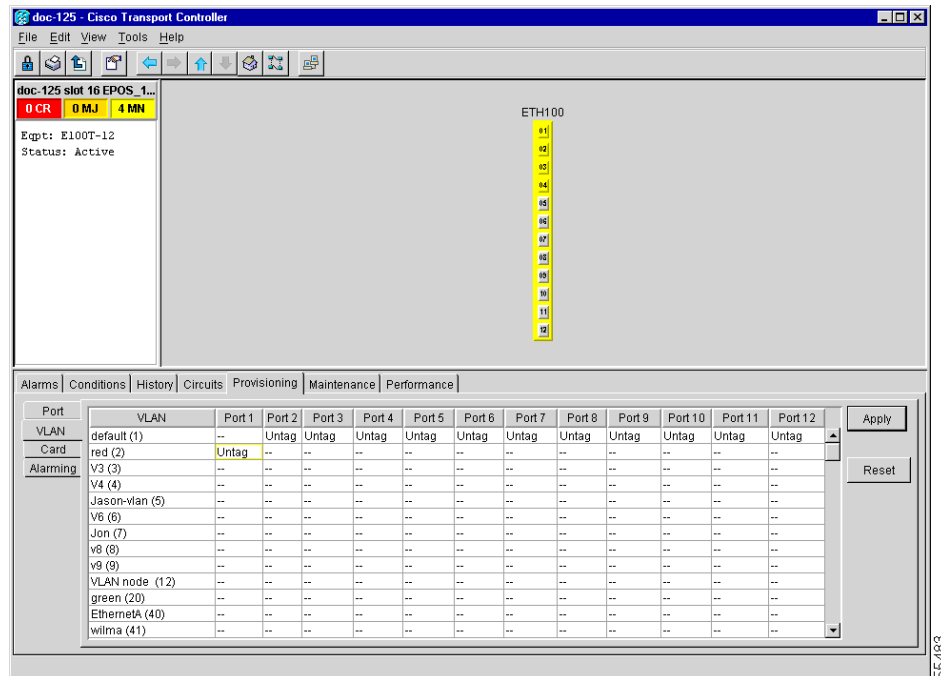 doc-125 - Cisco Transport Controller
File Edit View Tools Help
doc-125 slot 16 EPOS_1...
0 CR 0 MJ 4 MN
Eqpt: E100T-12
Status: Active
ETH100
01
02
03
04
05
06
07
08
09
10
11
12
Alarms Conditions History Circuits Provisioning Maintenance Performance
Port
VLAN
Card
Alarming
VLAN Port 1 Port 2 Port 3 Port 4 Port 5 Port 6 Port 7 Port 8 Port 9 Port 10 Port 11 Port 12
default (1) -- Untag Untag Untag Untag Untag Untag Untag Untag Untag Untag Untag
red (2) Untag -- -- -- -- -- -- -- -- -- -- --
V3 (3) -- -- -- -- -- -- -- -- -- -- -- --
V4 (4) -- -- -- -- -- -- -- -- -- -- -- --
Jason-vlan (5) -- -- -- -- -- -- -- -- -- -- -- --
V6 (6) -- -- -- -- -- -- -- -- -- -- -- --
Jon (7) -- -- -- -- -- -- -- -- -- -- -- --
v8 (8) -- -- -- -- -- -- -- -- -- -- -- --
v9 (9) -- -- -- -- -- -- -- -- -- -- -- --
VLAN node (12) -- -- -- -- -- -- -- -- -- -- -- --
green (20) -- -- -- -- -- -- -- -- -- -- -- --
EthernetA (40) -- -- -- -- -- -- -- -- -- -- -- --
wilma (41) -- -- -- -- -- -- -- -- -- -- -- --
Apply
Reset
55483